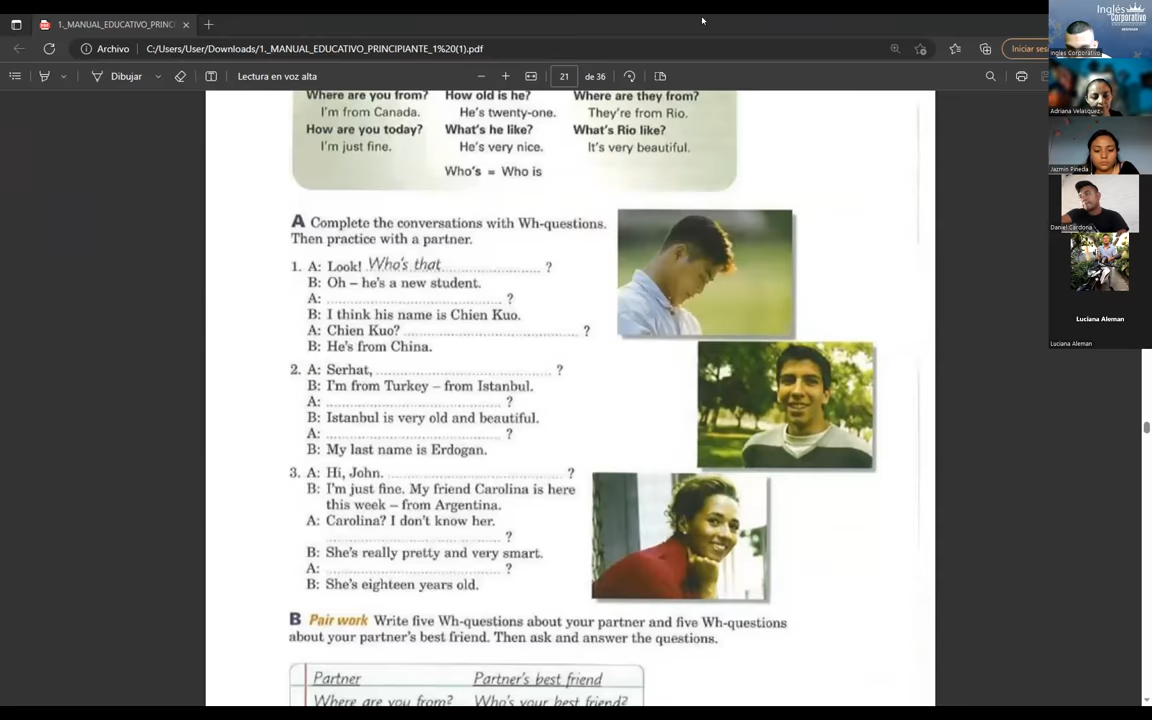 1._MANUAL_EDUCATIVO_PRINC
Archivo
C:/Users/User/Downloads/1._MANUAL_EDUCATIVO_PRINCIPIANTE_1%20(1).pdf
Iniciar ses
Dibujar
Lectura en voz alta
21
de 36
Inglés
Corporativo
Inglés Corporativo
Adriana Velasquez
Jazmin Pineda
Daniel Cardona
Luciana Aleman
Luciana Aleman
Where are you from? How old is he? Where are they from?
I'm from Canada. He's twenty-one. They're from Rio.
How are you today? What's he like? What's Rio like?
I'm just fine. He's very nice. It's very beautiful.
Who's = Who is
A Complete the conversations with Wh-questions.
Then practice with a partner.
1. A: Look! Who's that ?
B: Oh – he's a new student.
A: ?
B: I think his name is Chien Kuo.
A: Chien Kuo? ?
B: He's from China.
2. A: Serhat, ?
B: I'm from Turkey – from Istanbul.
A: ?
B: Istanbul is very old and beautiful.
A: ?
B: My last name is Erdogan.
3. A: Hi, John. ?
B: I'm just fine. My friend Carolina is here
this week – from Argentina.
A: Carolina? I don't know her.
?
B: She's really pretty and very smart.
A: ?
B: She's eighteen years old.
B Pair work Write five Wh-questions about your partner and five Wh-questions
about your partner's best friend. Then ask and answer the questions.
Partner Partner's best friend
Where are you from? Who's your best friend?